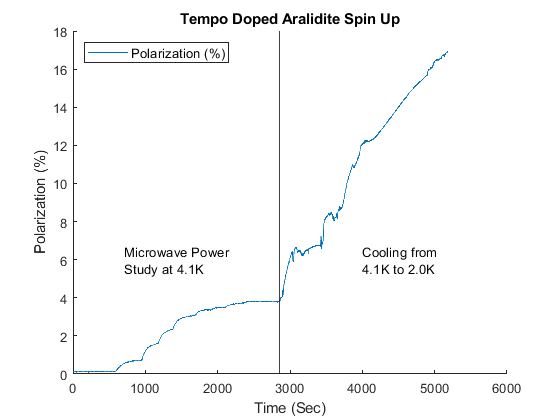 Tempo Doped Aralidite Spin Up
18
Polarization (%)
16
14
12
10
8
6
4
2
0
Polarization (%)
Microwave Power
Study at 4.1K
Cooling from
4.1K to 2.0K
0
1000
2000
3000
4000
5000
6000
Time (Sec)